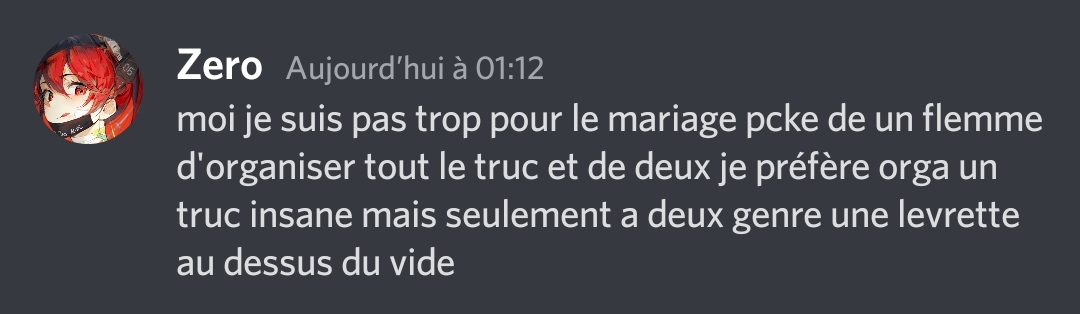 Zero Aujourd'hui à 01:12
moi je suis pas trop pour le mariage pcke de un flemme
d'organiser tout le truc et de deux je préfère orga un
truc insane mais seulement a deux genre une levrette
au dessus du vide